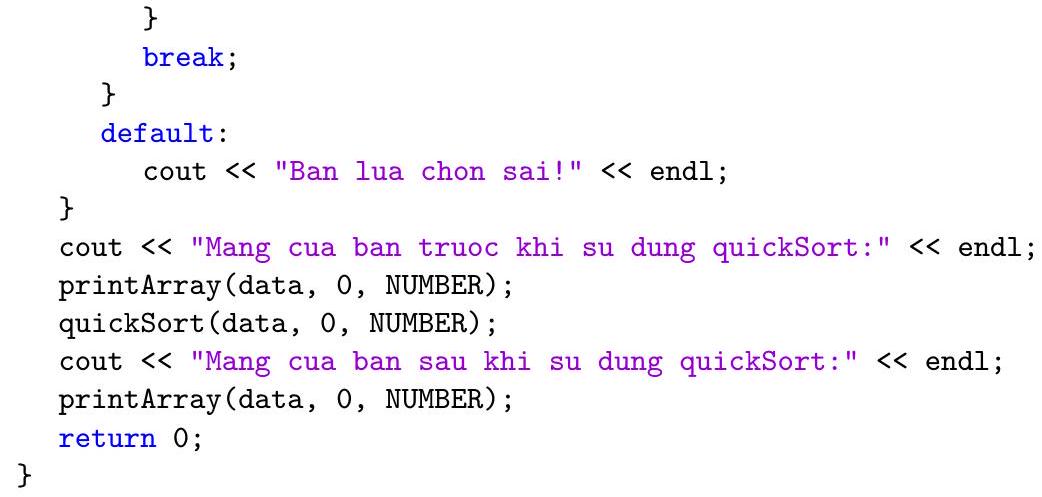 }
break;
}
default:
cout << "Ban lua chon sai!" << endl;
}
cout << "Mang cua ban truoc khi su dung quickSort:" << endl;
printArray(data, 0, NUMBER);
quickSort(data, 0, NUMBER);
cout << "Mang cua ban sau khi su dung quickSort:" << endl;
printArray(data, 0, NUMBER);
return 0;
}